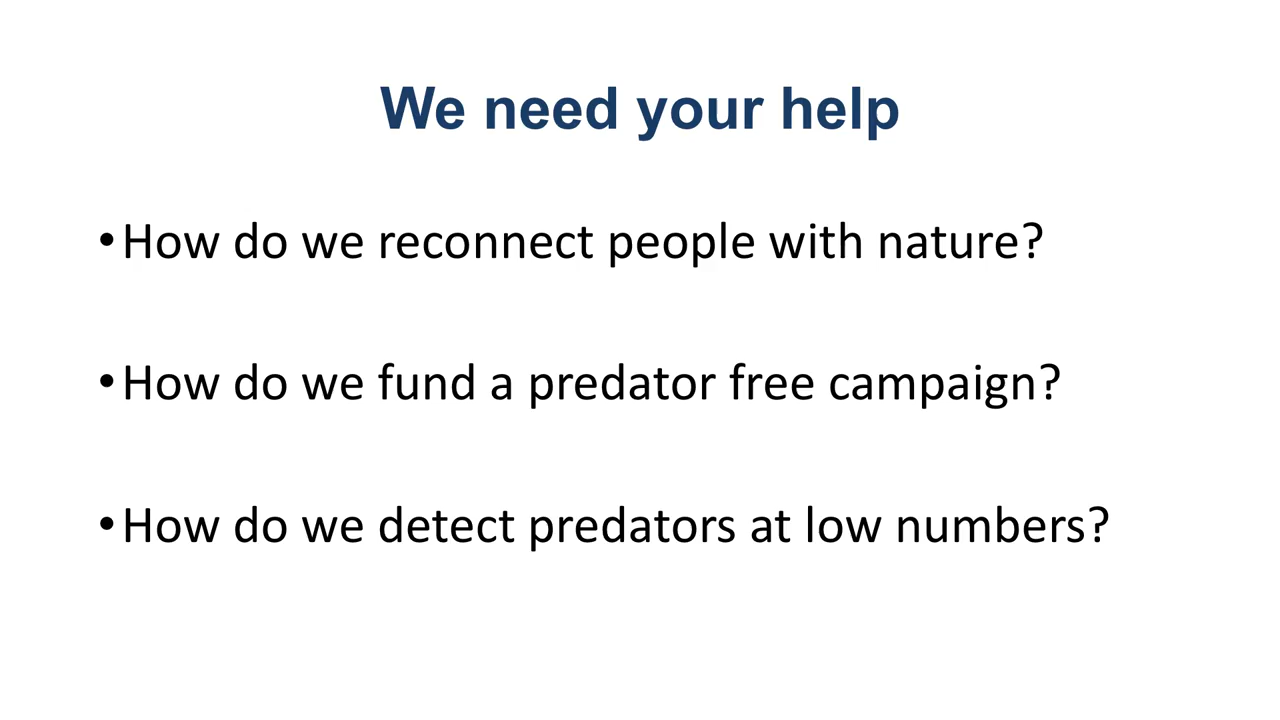 We need your help
•How do we reconnect people with nature?
•How do we fund a predator free campaign?
•How do we detect predators at low numbers?